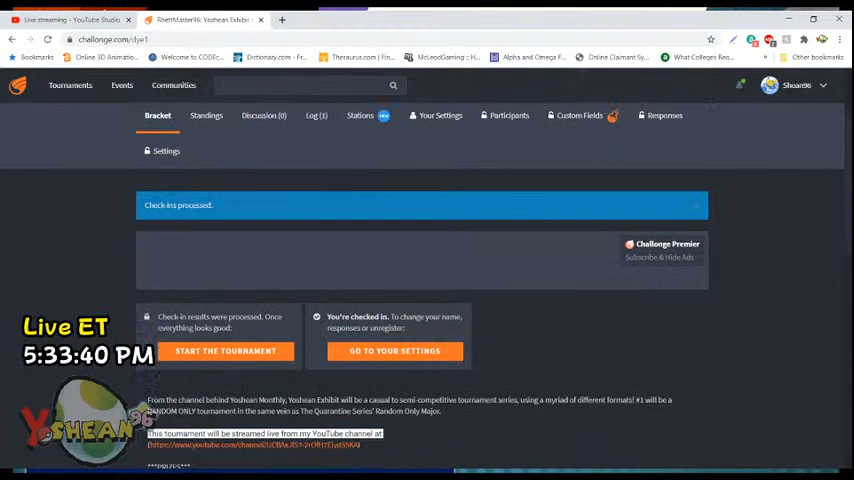 Live streaming - YouTube Studio
RhettMaster96: Yoshean Exhibit
challonge.com/dye1
Bookmarks
Online 3D Animatio...
Welcome to CODEc...
Dictionary.com - Fi...
Thesaurus.com | Fin...
McLeodGaming :: H...
Alpha and Omega F...
Online Claimant Sy...
What Colleges Req...
Other bookmarks
Tournaments
Events
Communities
Shean96
Bracket
Standings
Discussion (0)
Log (1)
Stations NEW
Your Settings
Participants
Custom Fields
Responses
Settings
Check-ins processed.
Challonge Premier
Subscribe & Hide Ads
Check-in results were processed. Once
everything looks good:
START THE TOURNAMENT
You're checked in. To change your name,
responses or unregister:
GO TO YOUR SETTINGS
Live ET
5:33:40 PM
YOSHEAN 96
From the channel behind Yoshean Monthly, Yoshean Exhibit will be a casual to semi-competitive tournament series, using a myriad of different formats! #1 will be a
RANDOM ONLY tournament in the same vein as The Quarantine Series' Random Only Major.
This tournament will be streamed live from my YouTube channel at